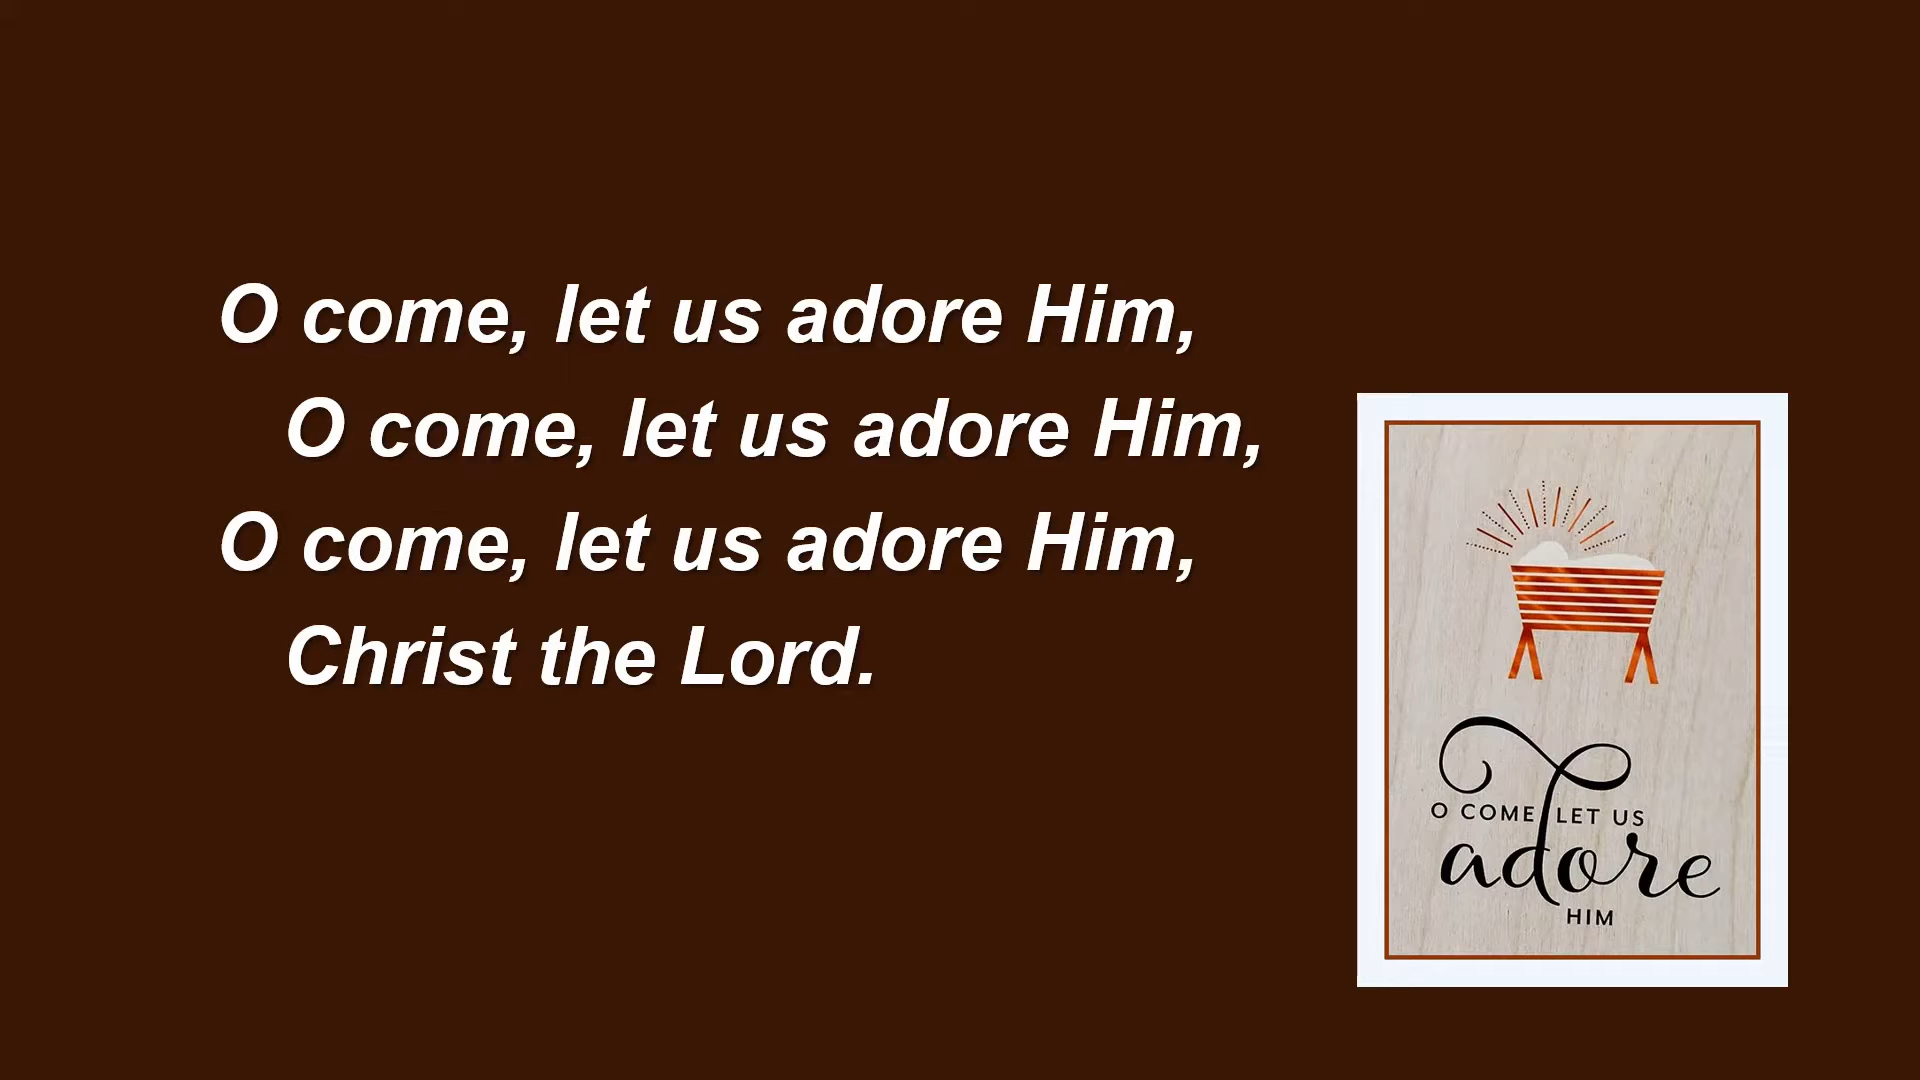 O come, let us adore Him,
O come, let us adore Him,
O come, let us adore Him,
Christ the Lord.
O COME LET US
adore
HIM